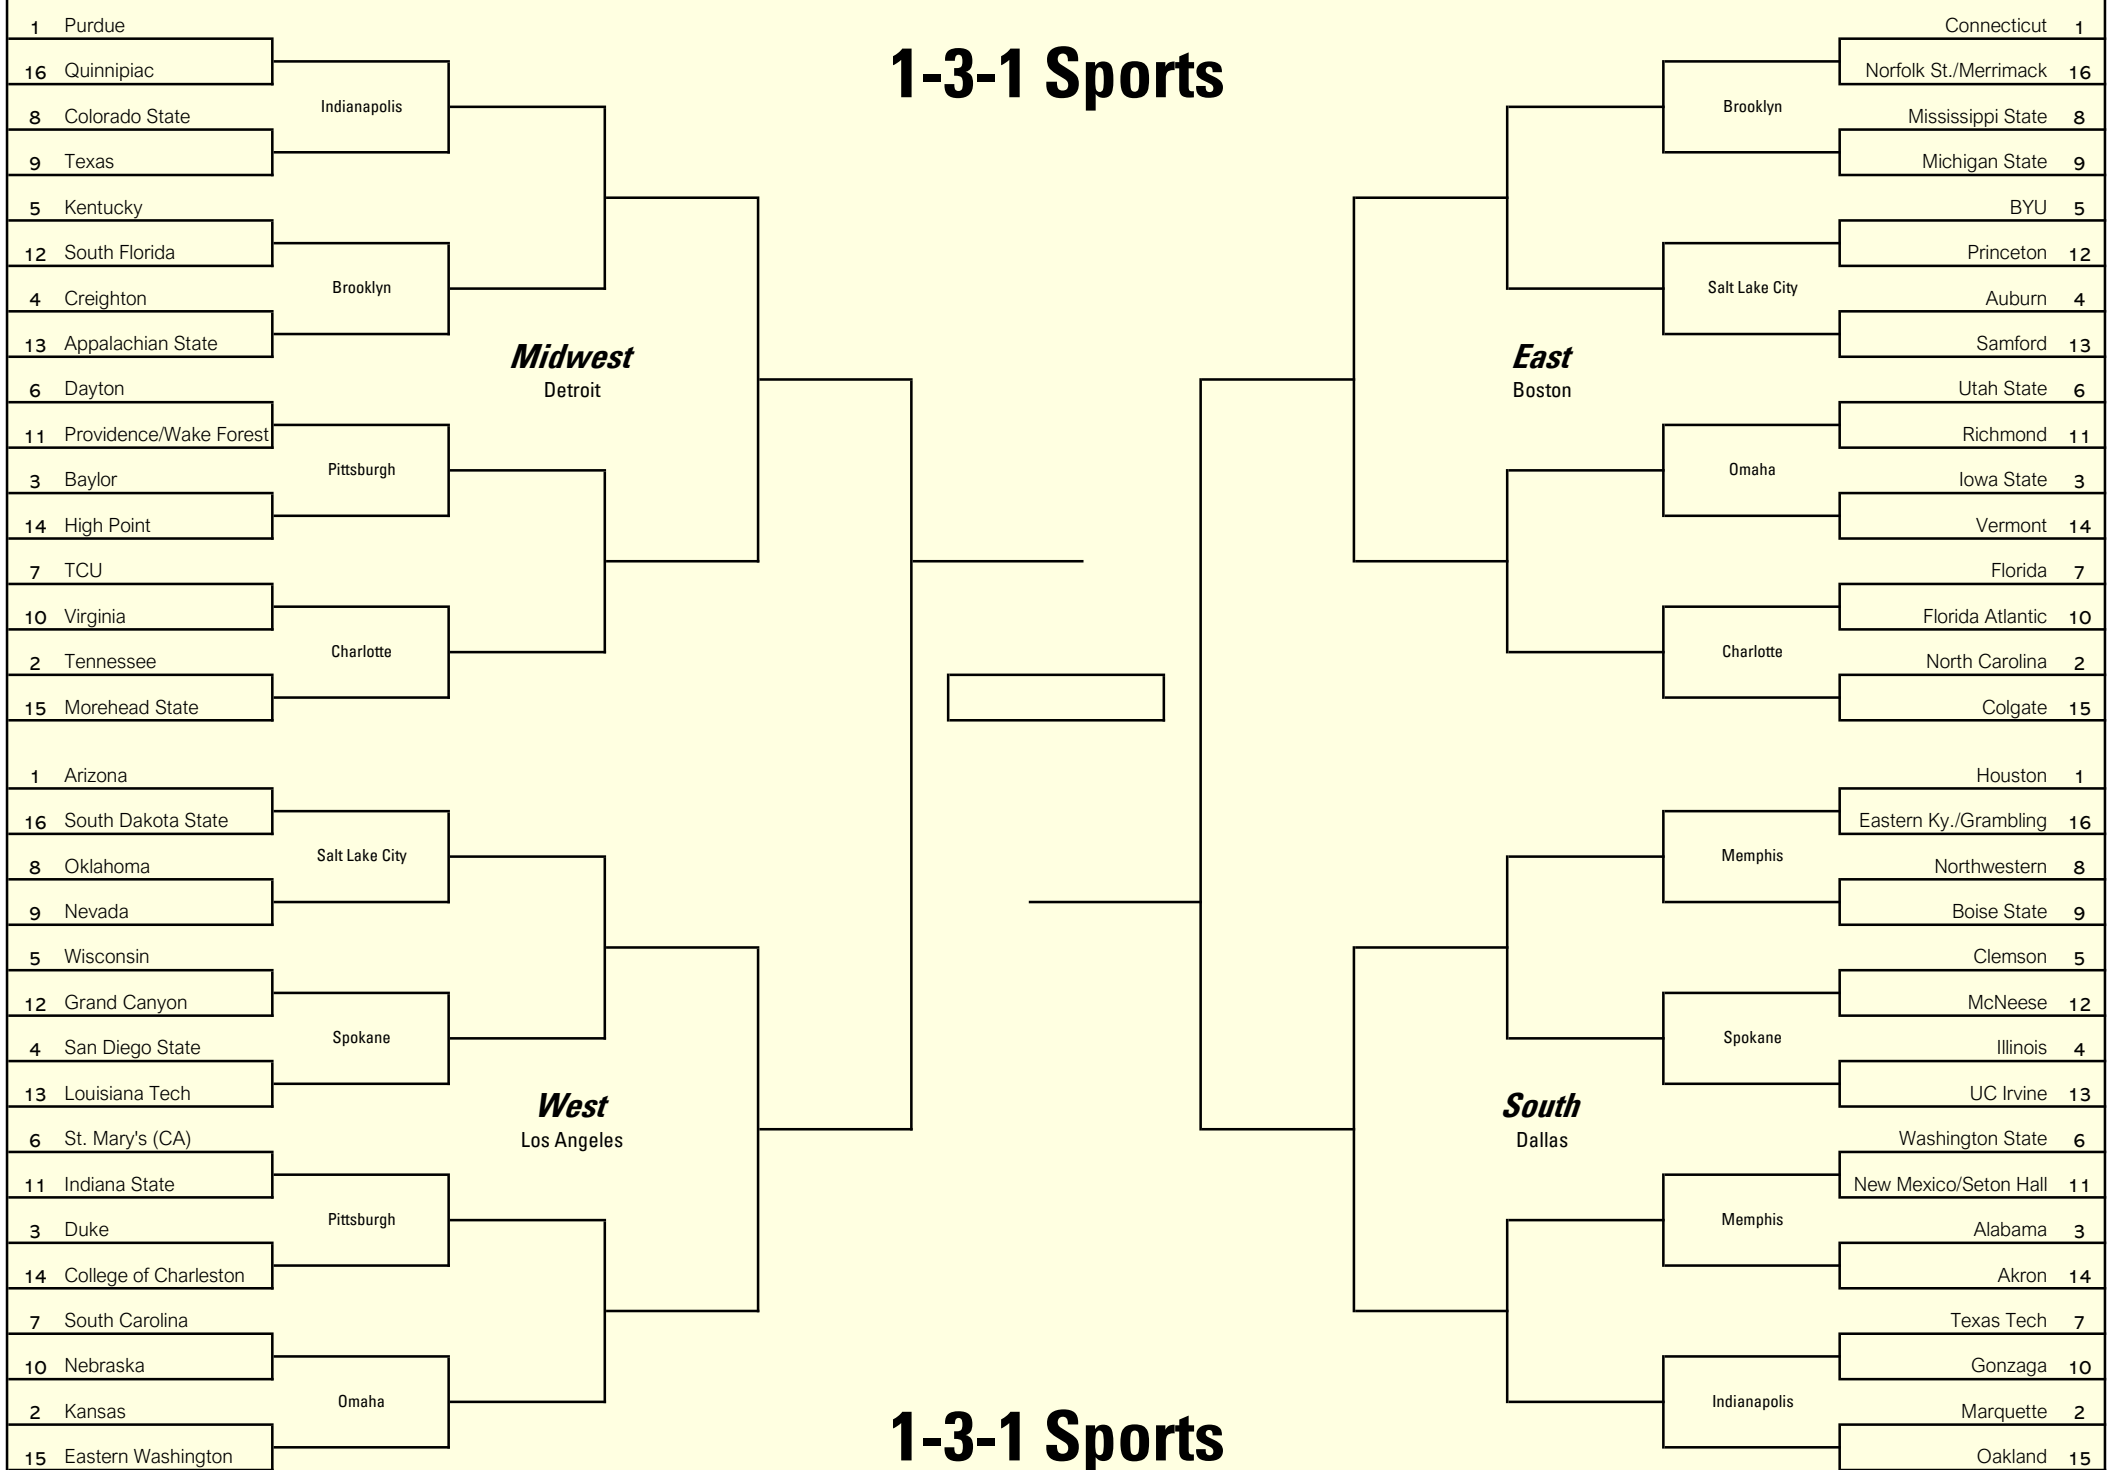 1-3-1 Sports
1 Purdue
16 Quinnipiac
Indianapolis
8 Colorado State
9 Texas
5 Kentucky
12 South Florida
Brooklyn
4 Creighton
13 Appalachian State
Midwest
Detroit
6 Dayton
11 Providence/Wake Forest
Pittsburgh
3 Baylor
14 High Point
7 TCU
10 Virginia
Charlotte
2 Tennessee
15 Morehead State
1 Arizona
16 South Dakota State
Salt Lake City
8 Oklahoma
9 Nevada
5 Wisconsin
12 Grand Canyon
Spokane
4 San Diego State
13 Louisiana Tech
West
Los Angeles
6 St. Mary's (CA)
11 Indiana State
Pittsburgh
3 Duke
14 College of Charleston
7 South Carolina
10 Nebraska
Omaha
2 Kansas
15 Eastern Washington
Connecticut 1
Norfolk St./Merrimack 16
Brooklyn
Mississippi State 8
Michigan State 9
BYU 5
Princeton 12
Salt Lake City
Auburn 4
Samford 13
East
Boston
Utah State 6
Richmond 11
Omaha
Iowa State 3
Vermont 14
Florida 7
Florida Atlantic 10
Charlotte
North Carolina 2
Colgate 15
Houston 1
Eastern Ky./Grambling 16
Memphis
Northwestern 8
Boise State 9
Clemson 5
McNeese 12
Spokane
Illinois 4
UC Irvine 13
South
Dallas
Washington State 6
New Mexico/Seton Hall 11
Memphis
Alabama 3
Akron 14
Texas Tech 7
Gonzaga 10
Indianapolis
Marquette 2
Oakland 15
1-3-1 Sports